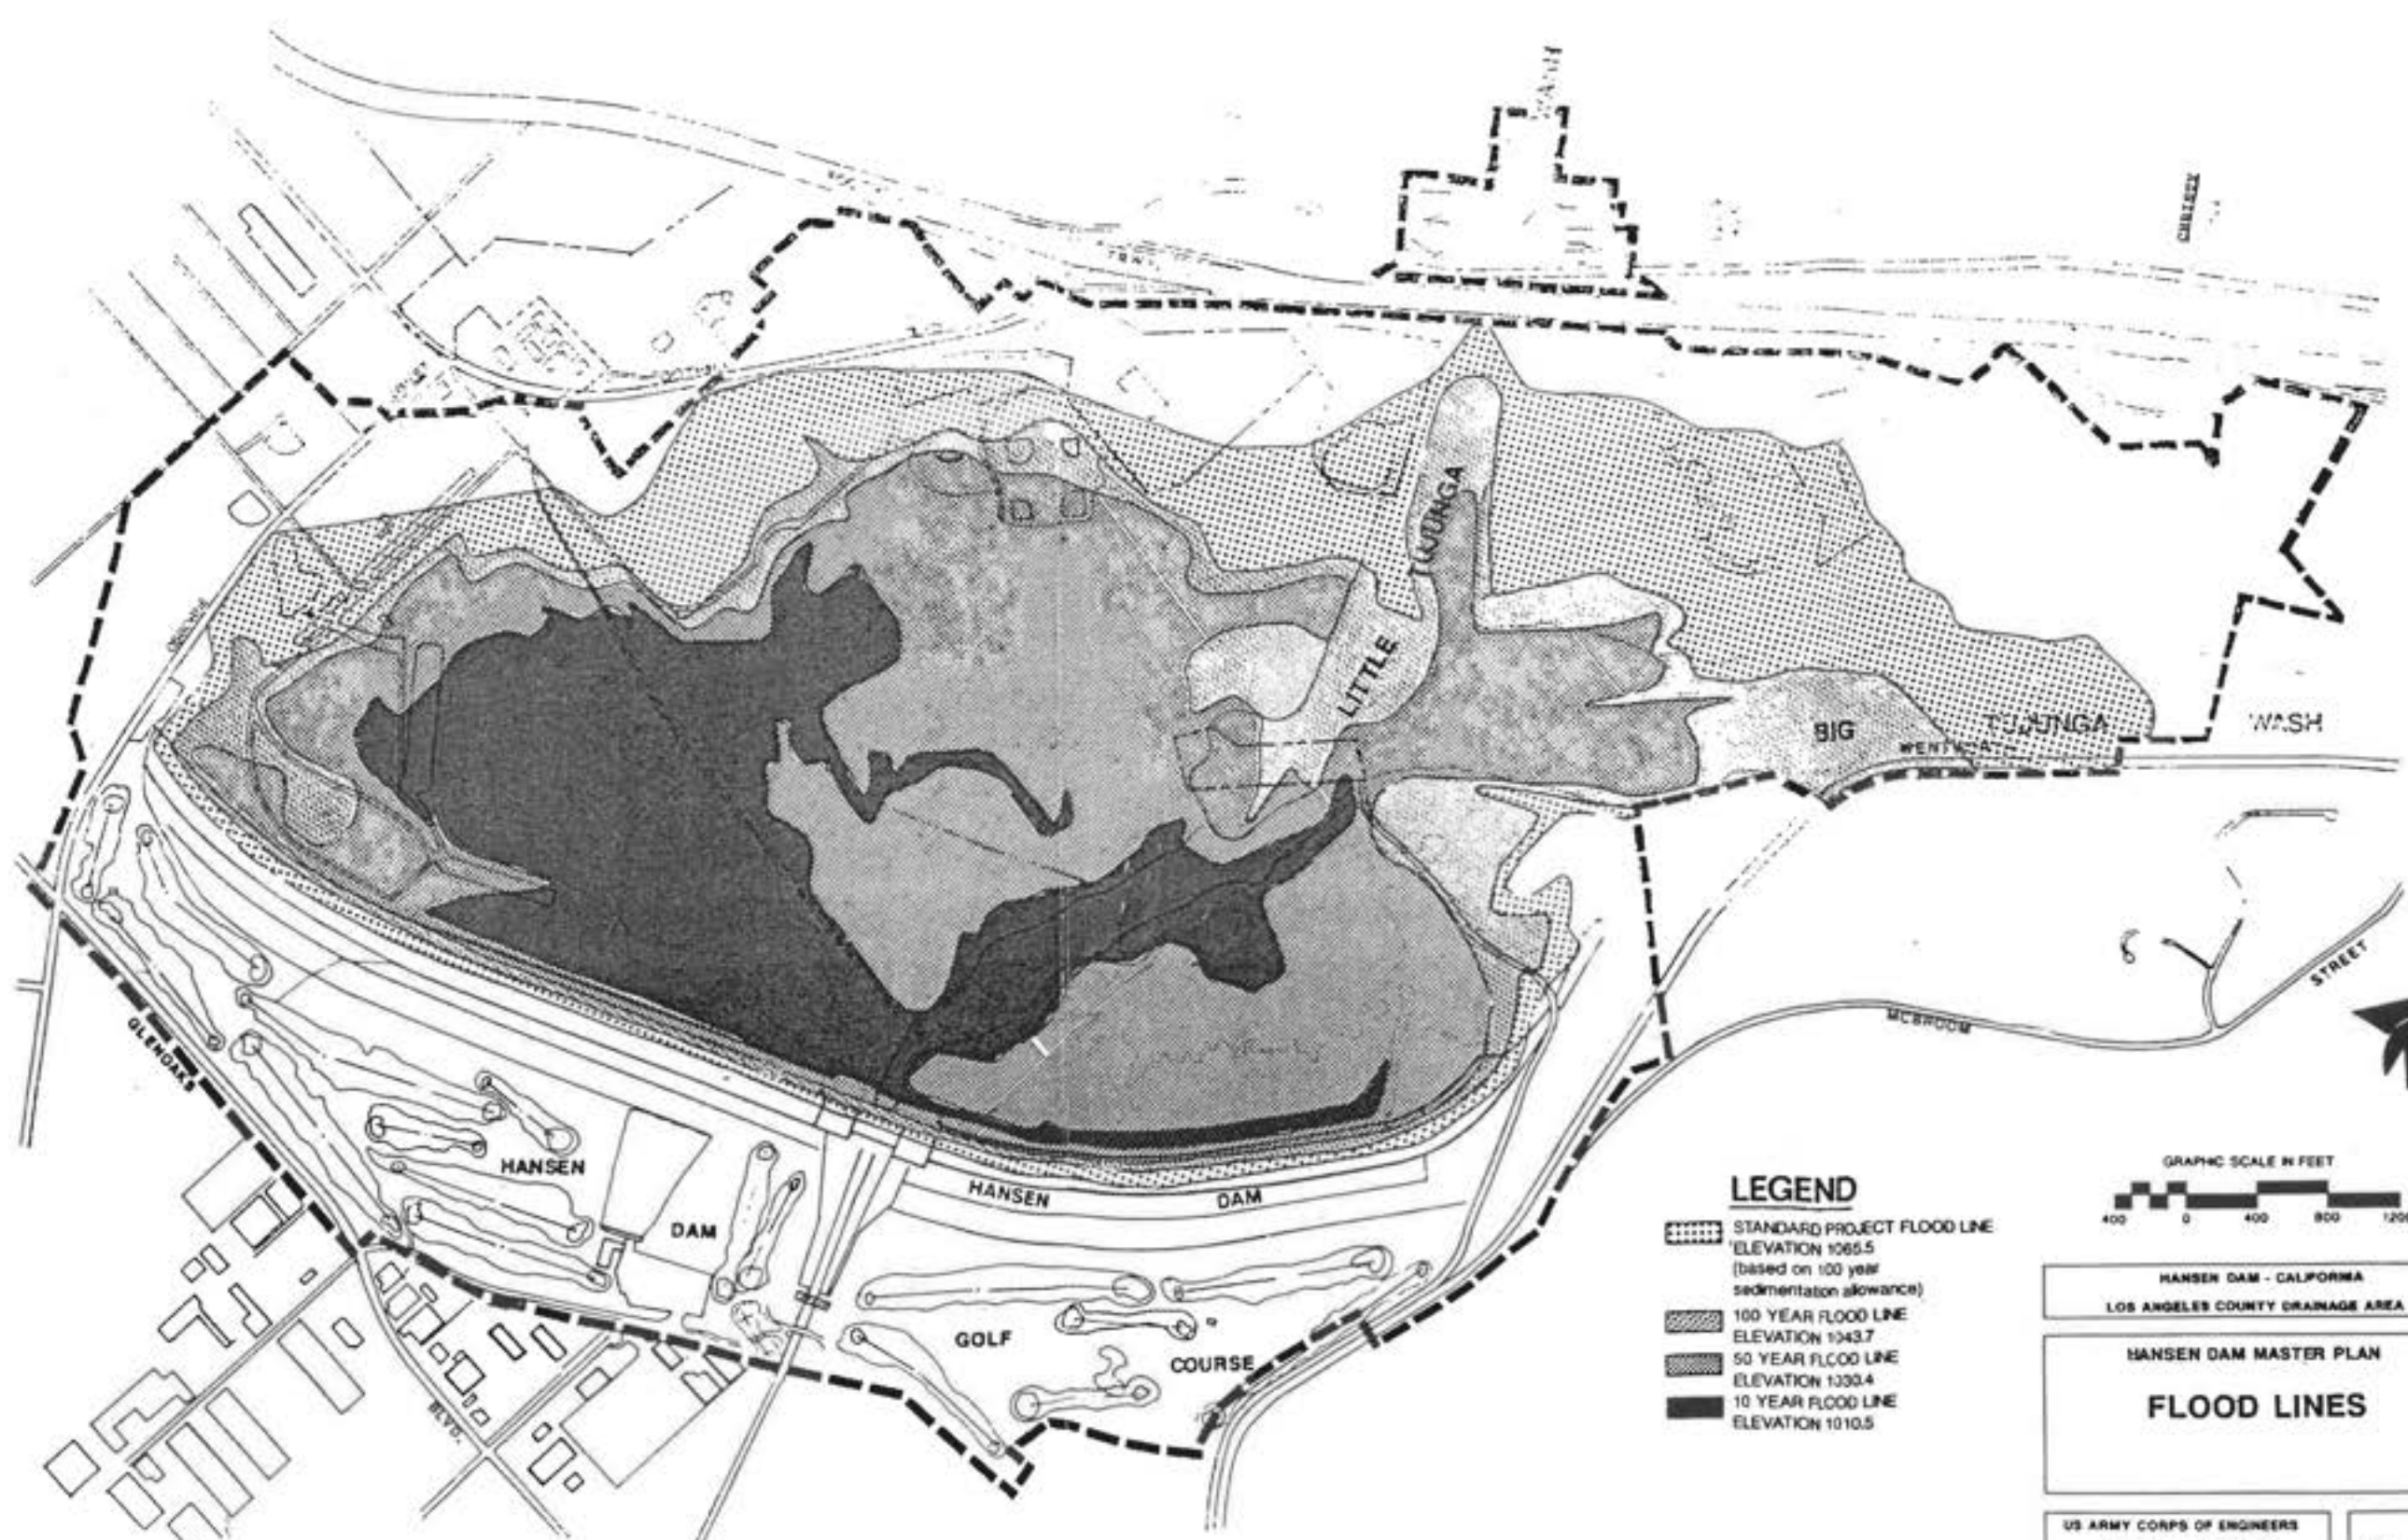 WASH
CHRISTY
TUJUNGA
LITTLE
BIG
TUJUNGA
WASH
GLENOAKS
BLVD.
HANSEN
DAM
GOLF
COURSE
HANSEN DAM
MCBROOM
STREET
LEGEND
STANDARD PROJECT FLOOD LINE
ELEVATION 1065.5
(based on 100 year
sedimentation allowance)
100 YEAR FLOOD LINE
ELEVATION 1043.7
50 YEAR FLOOD LINE
ELEVATION 1030.4
10 YEAR FLOOD LINE
ELEVATION 1010.5
GRAPHIC SCALE IN FEET
400 0 400 800 1200
HANSEN DAM - CALIFORNIA
LOS ANGELES COUNTY DRAINAGE AREA
HANSEN DAM MASTER PLAN
FLOOD LINES
US ARMY CORPS OF ENGINEERS